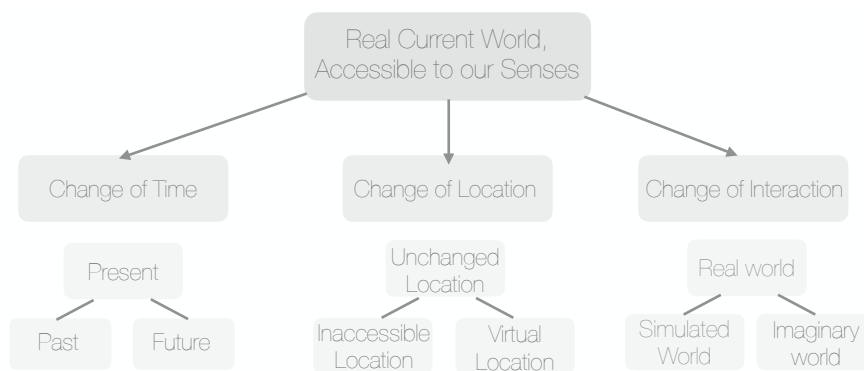 Real Current World,
Accessible to our Senses
Change of Time
Change of Location
Change of Interaction
Present
Past
Future
Unchanged
Location
Inaccessible
Location
Virtual
Location
Real world
Simulated
World
Imaginary
world